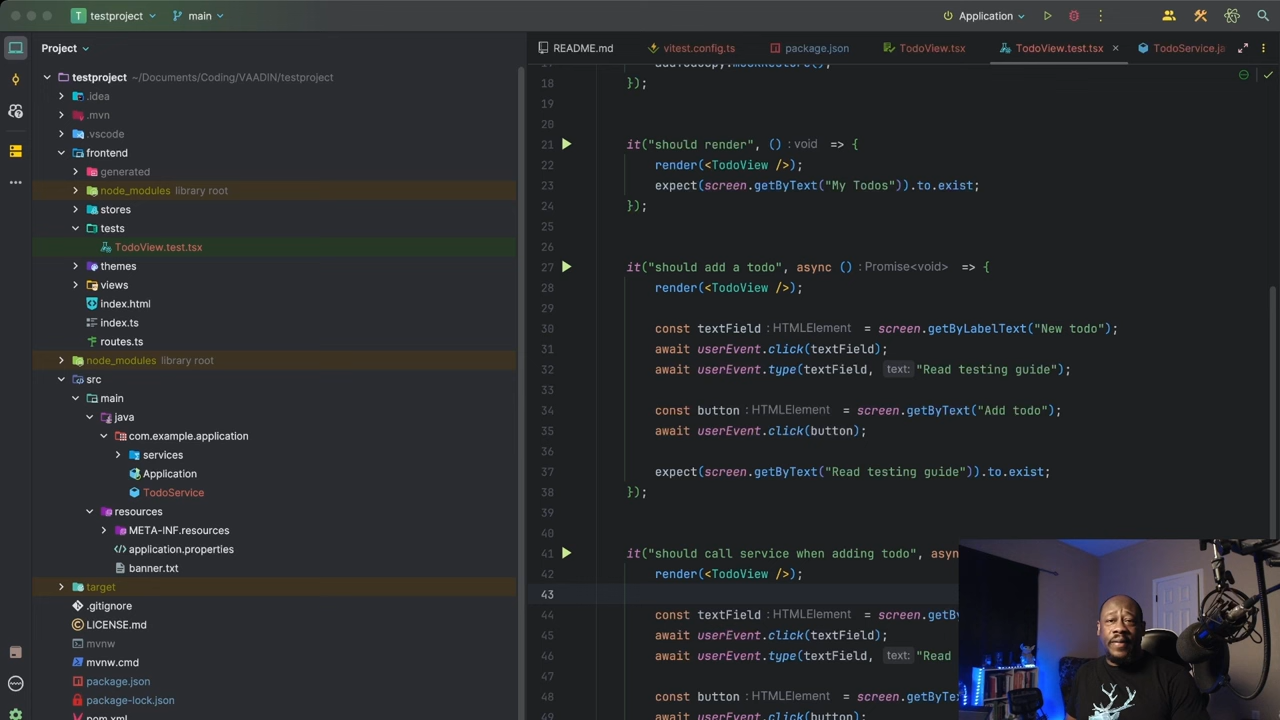 T testproject
main
Application
Project
README.md
vitest.config.ts
package.json
TodoView.tsx
TodoView.test.tsx
TodoService.ja
testproject ~/Documents/Coding/VAADIN/testproject
.idea
.mvn
.vscode
frontend
generated
node_modules library root
stores
tests
TodoView.test.tsx
themes
views
index.html
index.ts
routes.ts
node_modules library root
src
main
java
com.example.application
services
Application
TodoService
resources
META-INF.resources
application.properties
banner.txt
target
.gitignore
LICENSE.md
mvnw
mvnw.cmd
package.json
package-lock.json
pom.xml
18 });
19
20
21 it("should render", () :void => {
22 render(<TodoView />);
23 expect(screen.getByText("My Todos")).to.exist;
24 });
25
26
27 it("should add a todo", async () :Promise<void> => {
28 render(<TodoView />);
29
30 const textField :HTMLElement = screen.getByLabelText("New todo");
31 await userEvent.click(textField);
32 await userEvent.type(textField, text: "Read testing guide");
33
34 const button :HTMLElement = screen.getByText("Add todo");
35 await userEvent.click(button);
36
37 expect(screen.getByText("Read testing guide")).to.exist;
38 });
39
40
41 it("should call service when adding todo", asyn
42 render(<TodoView />);
43
44 const textField :HTMLElement = screen.getB
45 await userEvent.click(textField);
46 await userEvent.type(textField, text: "Read
47
48 const button :HTMLElement = screen.getByTe
49 await userEvent.click(button);